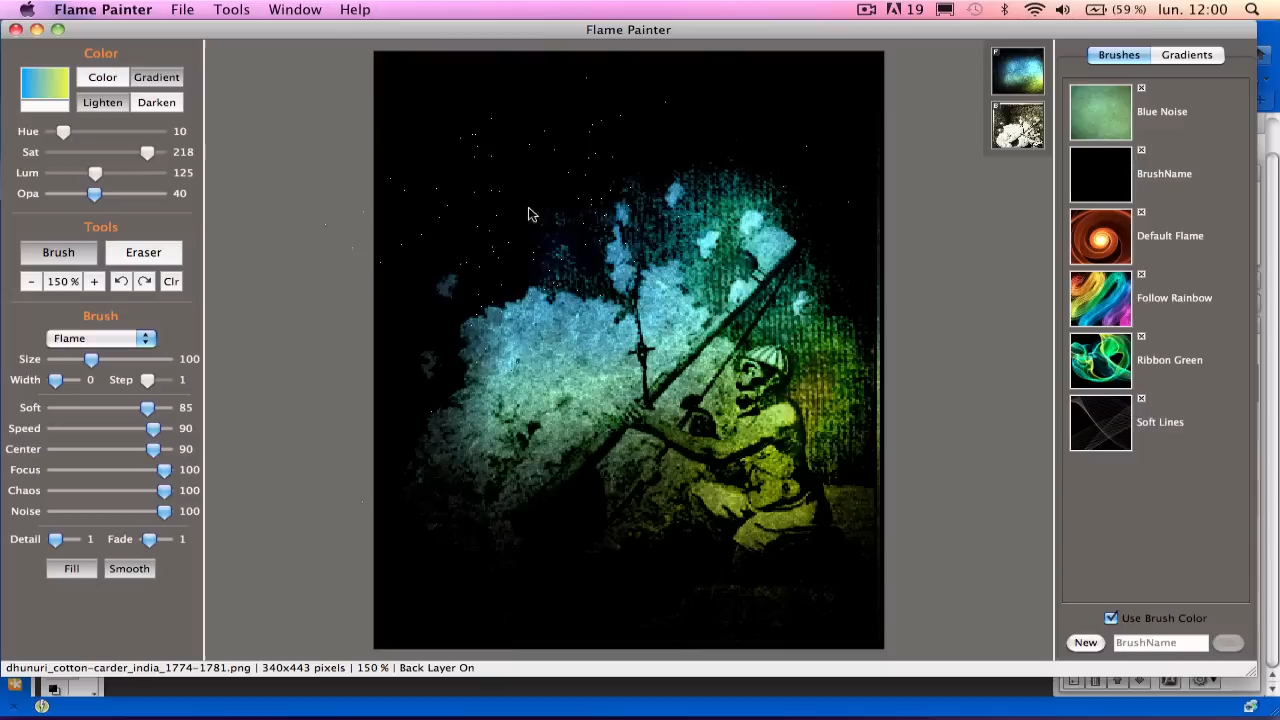 Flame Painter File Tools Window Help 19 (59 %) lun. 12:00
Flame Painter
Color
Color Gradient
Lighten Darken
Hue 10
Sat 218
Lum 125
Opa 40
Tools
Brush Eraser
- 150 % + Clr
Brush
Flame
Size 100
Width 0 Step 1
Soft 85
Speed 90
Center 90
Focus 100
Chaos 100
Noise 100
Detail 1 Fade 1
Fill Smooth
F
B
Brushes Gradients
Blue Noise
BrushName
Default Flame
Follow Rainbow
Ribbon Green
Soft Lines
Use Brush Color
New BrushName
dhunuri_cotton-carder_india_1774-1781.png | 340x443 pixels | 150 % | Back Layer On